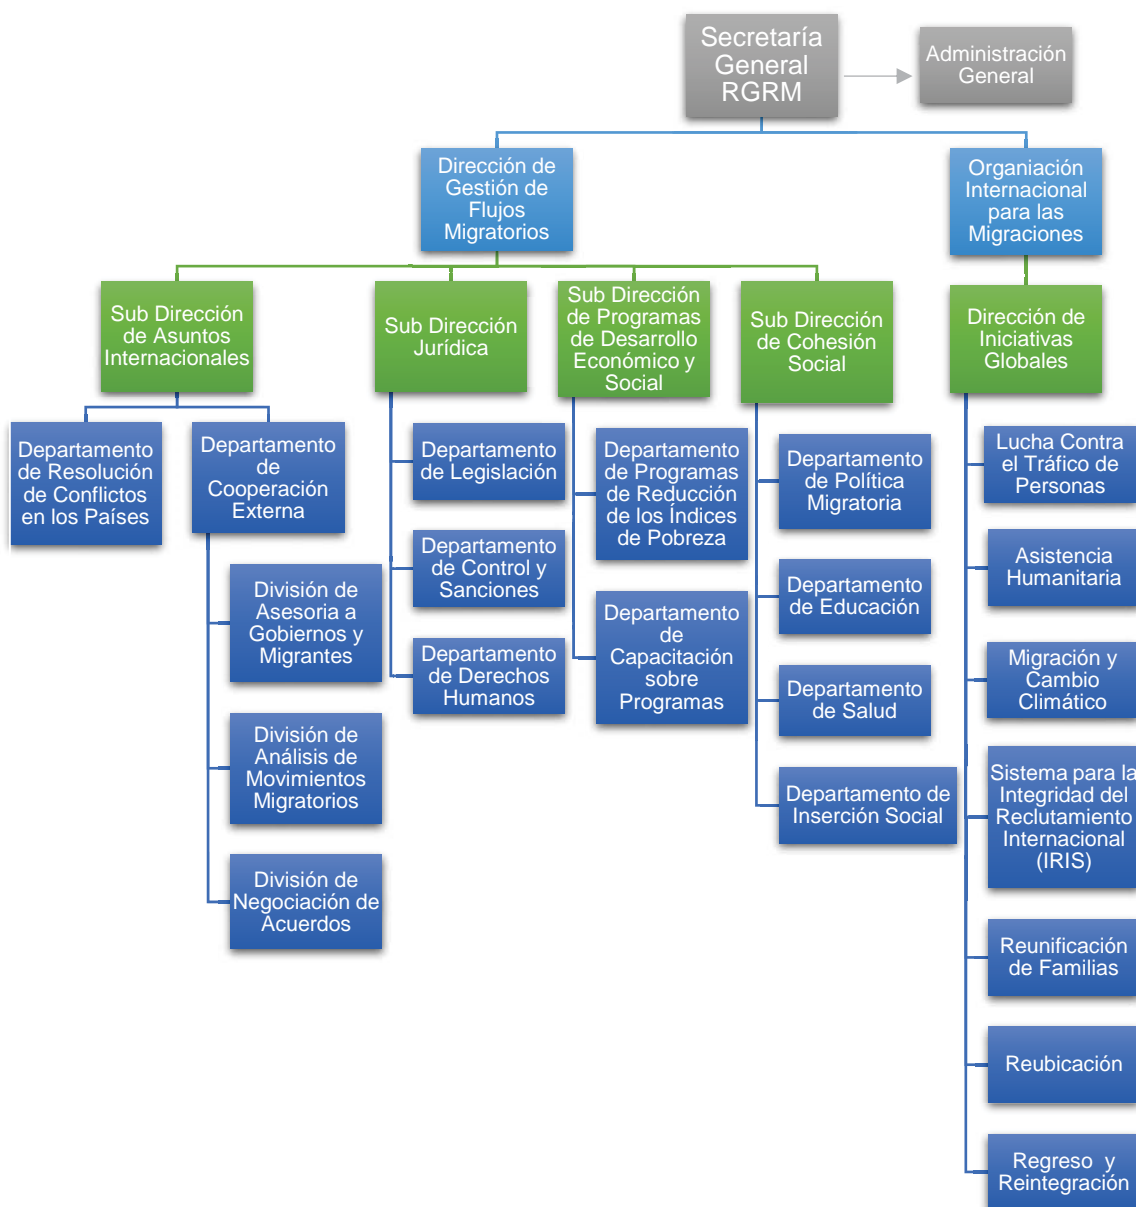 Secretaría
General
RGRM
Administración
General
Dirección de
Gestión de
Flujos
Migratorios
Organiación
Internacional
para las
Migraciones
Sub Dirección
de Asuntos
Internacionales
Sub Dirección
Jurídica
Sub Dirección
de Programas
de Desarrollo
Económico y
Social
Sub Dirección
de Cohesión
Social
Dirección de
Iniciativas
Globales
Departamento
de Resolución
de Conflictos
en los Países
Departamento
de
Cooperación
Externa
División de
Asesoria a
Gobiernos y
Migrantes
División de
Análisis de
Movimientos
Migratorios
División de
Negociación de
Acuerdos
Departamento
de Legislación
Departamento
de Control y
Sanciones
Departamento
de Derechos
Humanos
Departamento
de Programas
de Reducción
de los Índices
de Pobreza
Departamento
de
Capacitación
sobre
Programas
Departamento
de Política
Migratoria
Departamento
de Educación
Departamento
de Salud
Departamento de
Inserción Social
Lucha Contra
el Tráfico de
Personas
Asistencia
Humanitaria
Migración y
Cambio
Climático
Sistema para la
Integridad del
Reclutamiento
Internacional
(IRIS)
Reunificación
de Familias
Reubicación
Regreso y
Reintegración